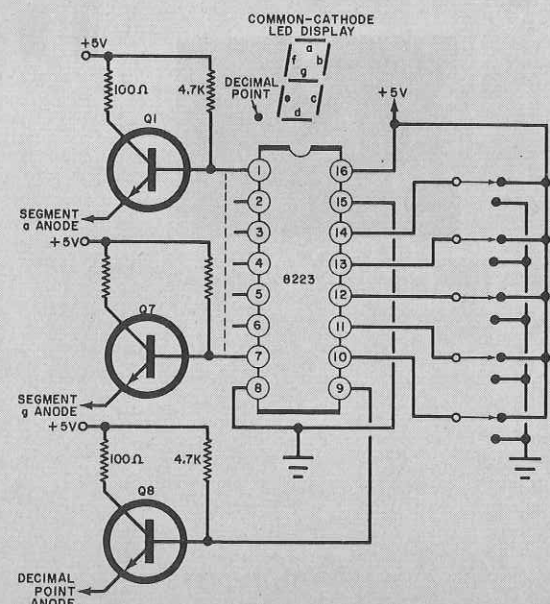 COMMON-CATHODE
LED DISPLAY
a
f
b
g
e
c
d
DECIMAL
POINT
+5V
100Ω
4.7K
Q1
SEGMENT
a ANODE
+5V
Q7
SEGMENT
g ANODE
+5V
100Ω
4.7K
Q8
DECIMAL
POINT
ANODE
8223
1
2
3
4
5
6
7
8
16
15
14
13
12
11
10
9
+5V